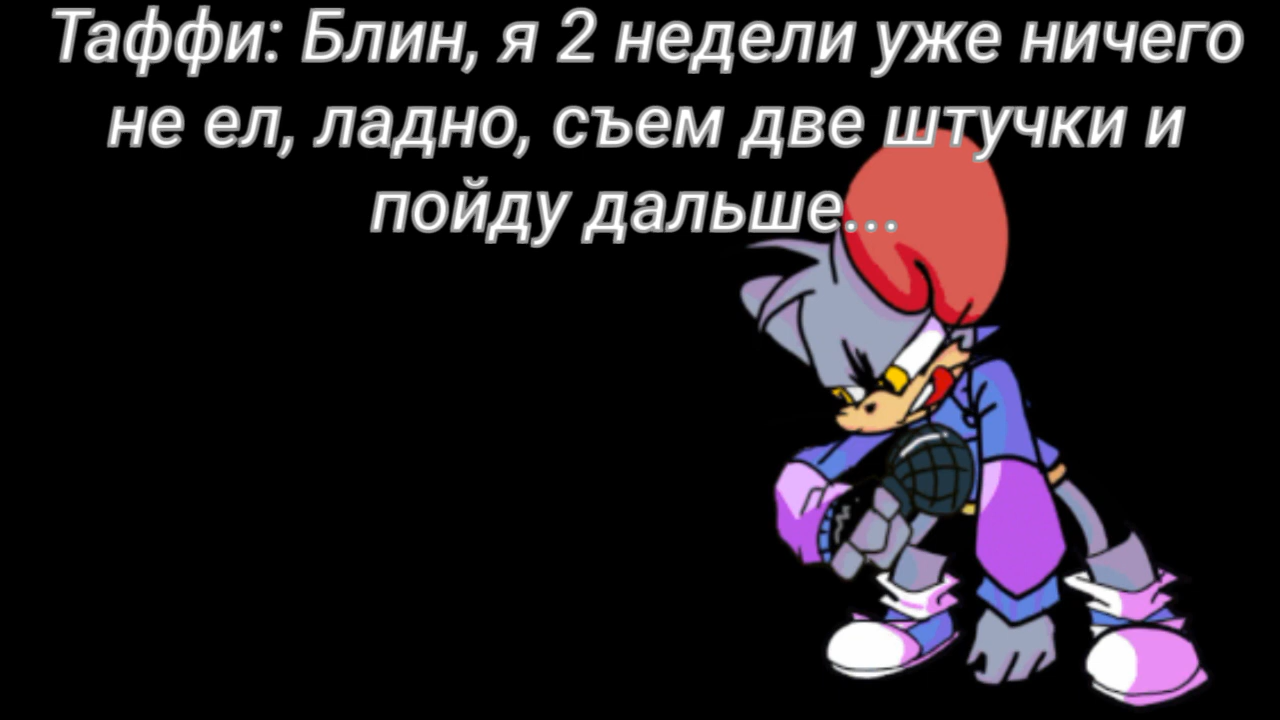 Таффи: Блин, я 2 недели уже ничего
не ел, ладно, съем две штучки и
пойду дальше...